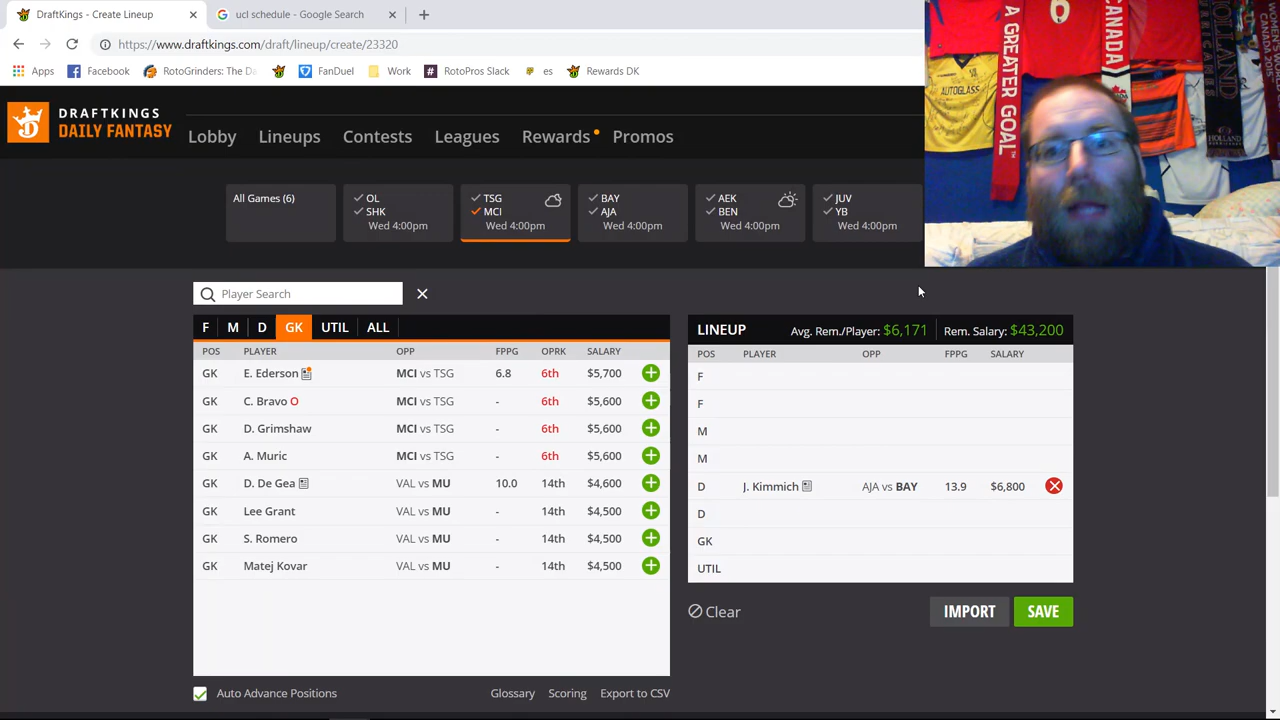 DraftKings - Create Lineup
ucl schedule - Google Search
https://www.draftkings.com/draft/lineup/create/23320
Apps Facebook RotoGrinders: The Da FanDuel Work RotoPros Slack es Rewards DK
DRAFTKINGS
DAILY FANTASY
Lobby Lineups Contests Leagues Rewards Promos
All Games (6)
OL
SHK
Wed 4:00pm
TSG
MCI
Wed 4:00pm
BAY
AJA
Wed 4:00pm
AEK
BEN
Wed 4:00pm
JUV
YB
Wed 4:00pm
A GREATER GOAL™
CANADA
AUTOGLASS
HOLLAND
Player Search
F M D GK UTIL ALL
POS PLAYER OPP FPPG OPRK SALARY
GK E. Ederson MCI vs TSG 6.8 6th $5,700
GK C. Bravo O MCI vs TSG - 6th $5,600
GK D. Grimshaw MCI vs TSG - 6th $5,600
GK A. Muric MCI vs TSG - 6th $5,600
GK D. De Gea VAL vs MU 10.0 14th $4,600
GK Lee Grant VAL vs MU - 14th $4,500
GK S. Romero VAL vs MU - 14th $4,500
GK Matej Kovar VAL vs MU - 14th $4,500
Auto Advance Positions
Glossary Scoring Export to CSV
LINEUP Avg. Rem./Player: $6,171 Rem. Salary: $43,200
POS PLAYER OPP FPPG SALARY
F
F
M
M
D J. Kimmich AJA vs BAY 13.9 $6,800
D
GK
UTIL
Clear
IMPORT
SAVE